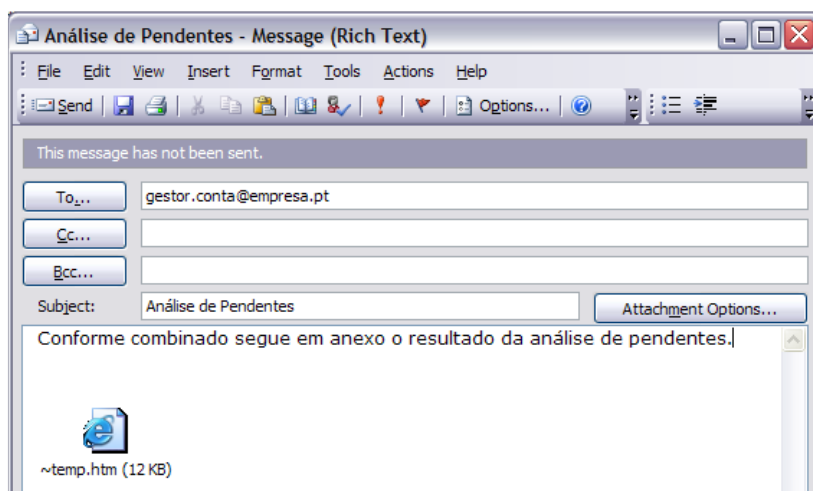 Análise de Pendentes - Message (Rich Text)
File Edit View Insert Format Tools Actions Help
Send Options...
This message has not been sent.
To... gestor.conta@empresa.pt
Cc...
Bcc...
Subject: Análise de Pendentes Attachment Options...
Conforme combinado segue em anexo o resultado da análise de pendentes.
~temp.htm (12 KB)